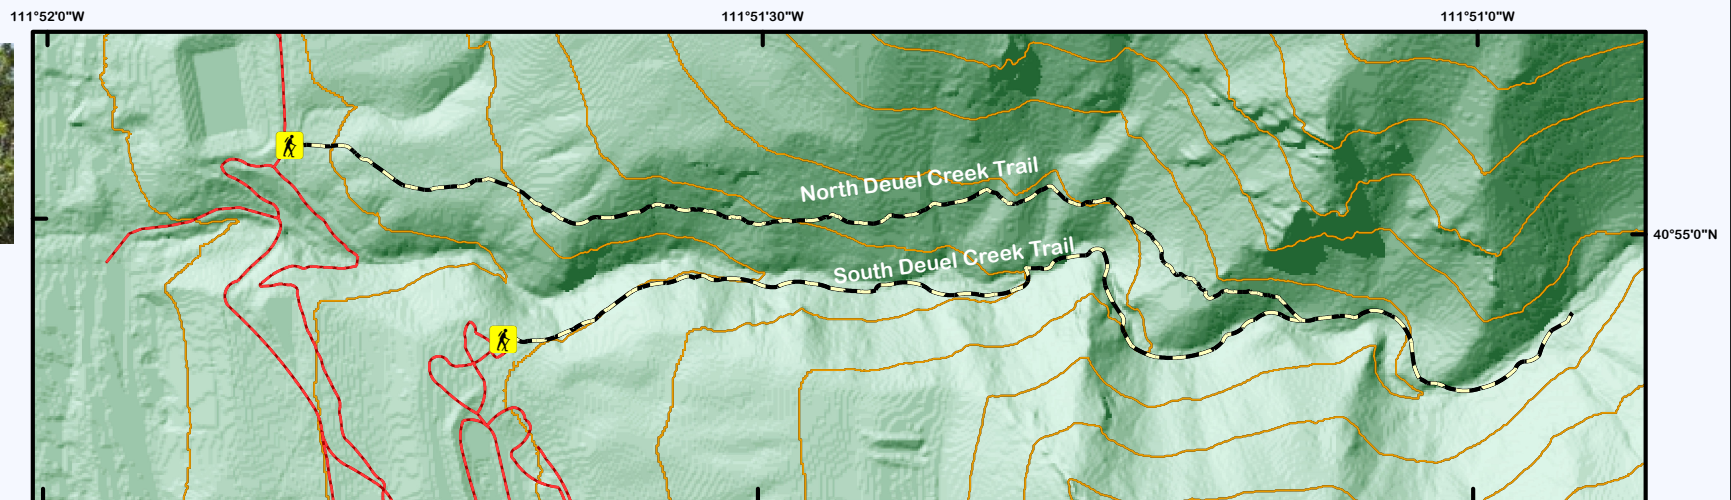 111°52'0"W
111°51'30"W
111°51'0"W
North Deuel Creek Trail
40°55'0"N
South Deuel Creek Trail